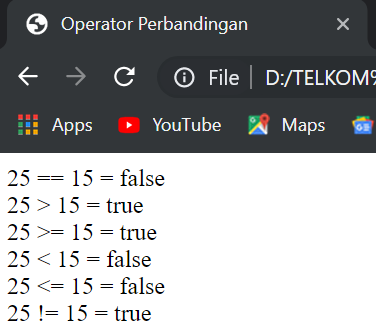 Operator Perbandingan
File | D:/TELKOM%
Apps YouTube Maps
25 == 15 = false
25 > 15 = true
25 >= 15 = true
25 < 15 = false
25 <= 15 = false
25 != 15 = true